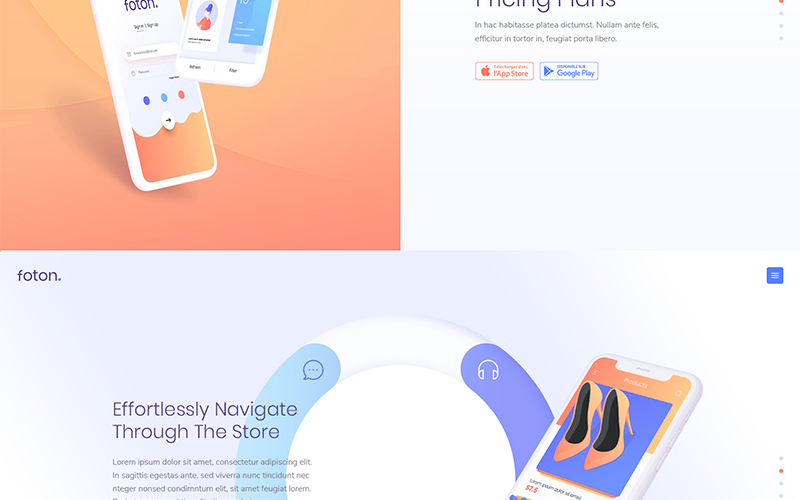 foton.
Sign In | Sign Up
Password
Refresh
Filter
Pricing Plans
In hac habitasse platea dictumst. Nullam ante felis,
efficitur in tortor in, feugiat porta libero.
Télécharger dans
l'App Store
DISPONIBLE SUR
Google Play
foton.
Effortlessly Navigate
Through The Store
Lorem ipsum dolor sit amet, consectetur adipiscing elit.
In sagittis egestas ante, sed viverra nunc tincidunt nec
nteger nonsed condimntum elit, sit amet feugiat lorem.
Products
Lorem ipsum dolor sit amet
$7.5